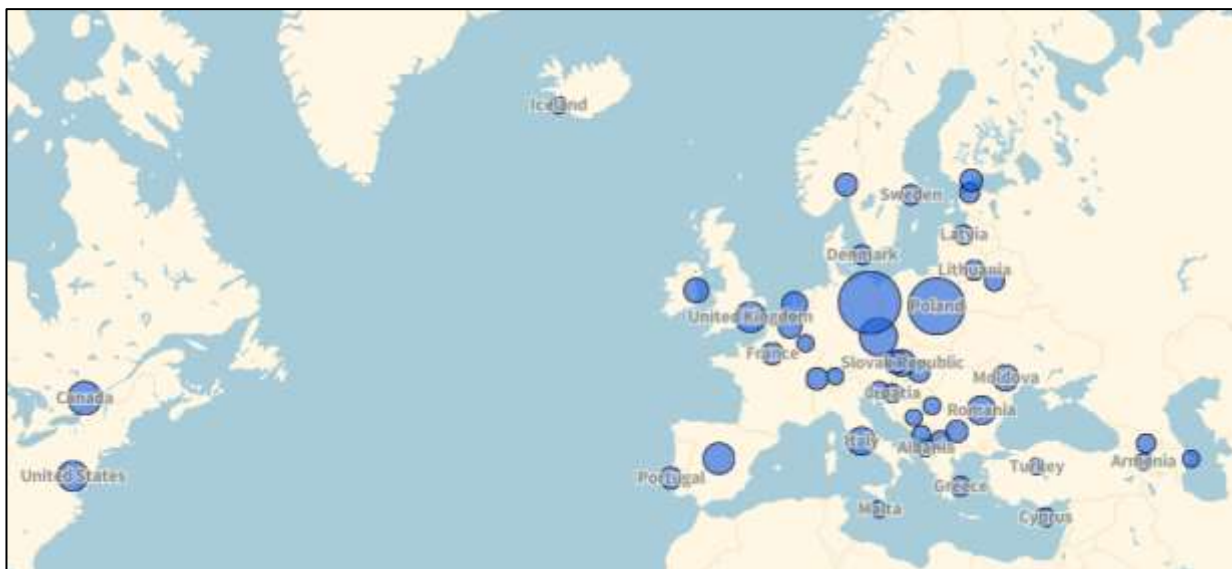 Iceland
Sweden
Latvia
Denmark
Lithuania
Poland
United Kingdom
France
Slovak Republic
Moldova
Canada
Croatia
Romania
Italy
Albania
Armenia
Turkey
United States
Portugal
Greece
Malta
Cyprus